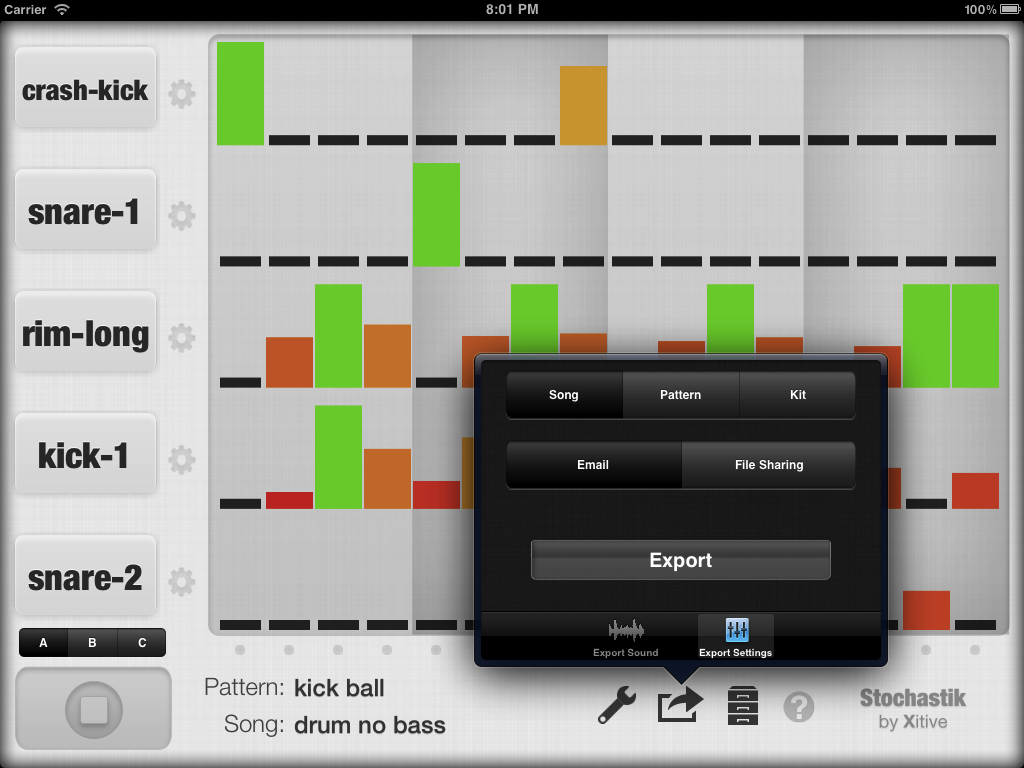 Carrier 8:01 PM 100%
crash-kick
snare-1
rim-long
kick-1
snare-2
A B C
Song Pattern Kit
Email File Sharing
Export
Export Sound Export Settings
Pattern: kick ball
Song: drum no bass
?
Stochastik
by Xitive